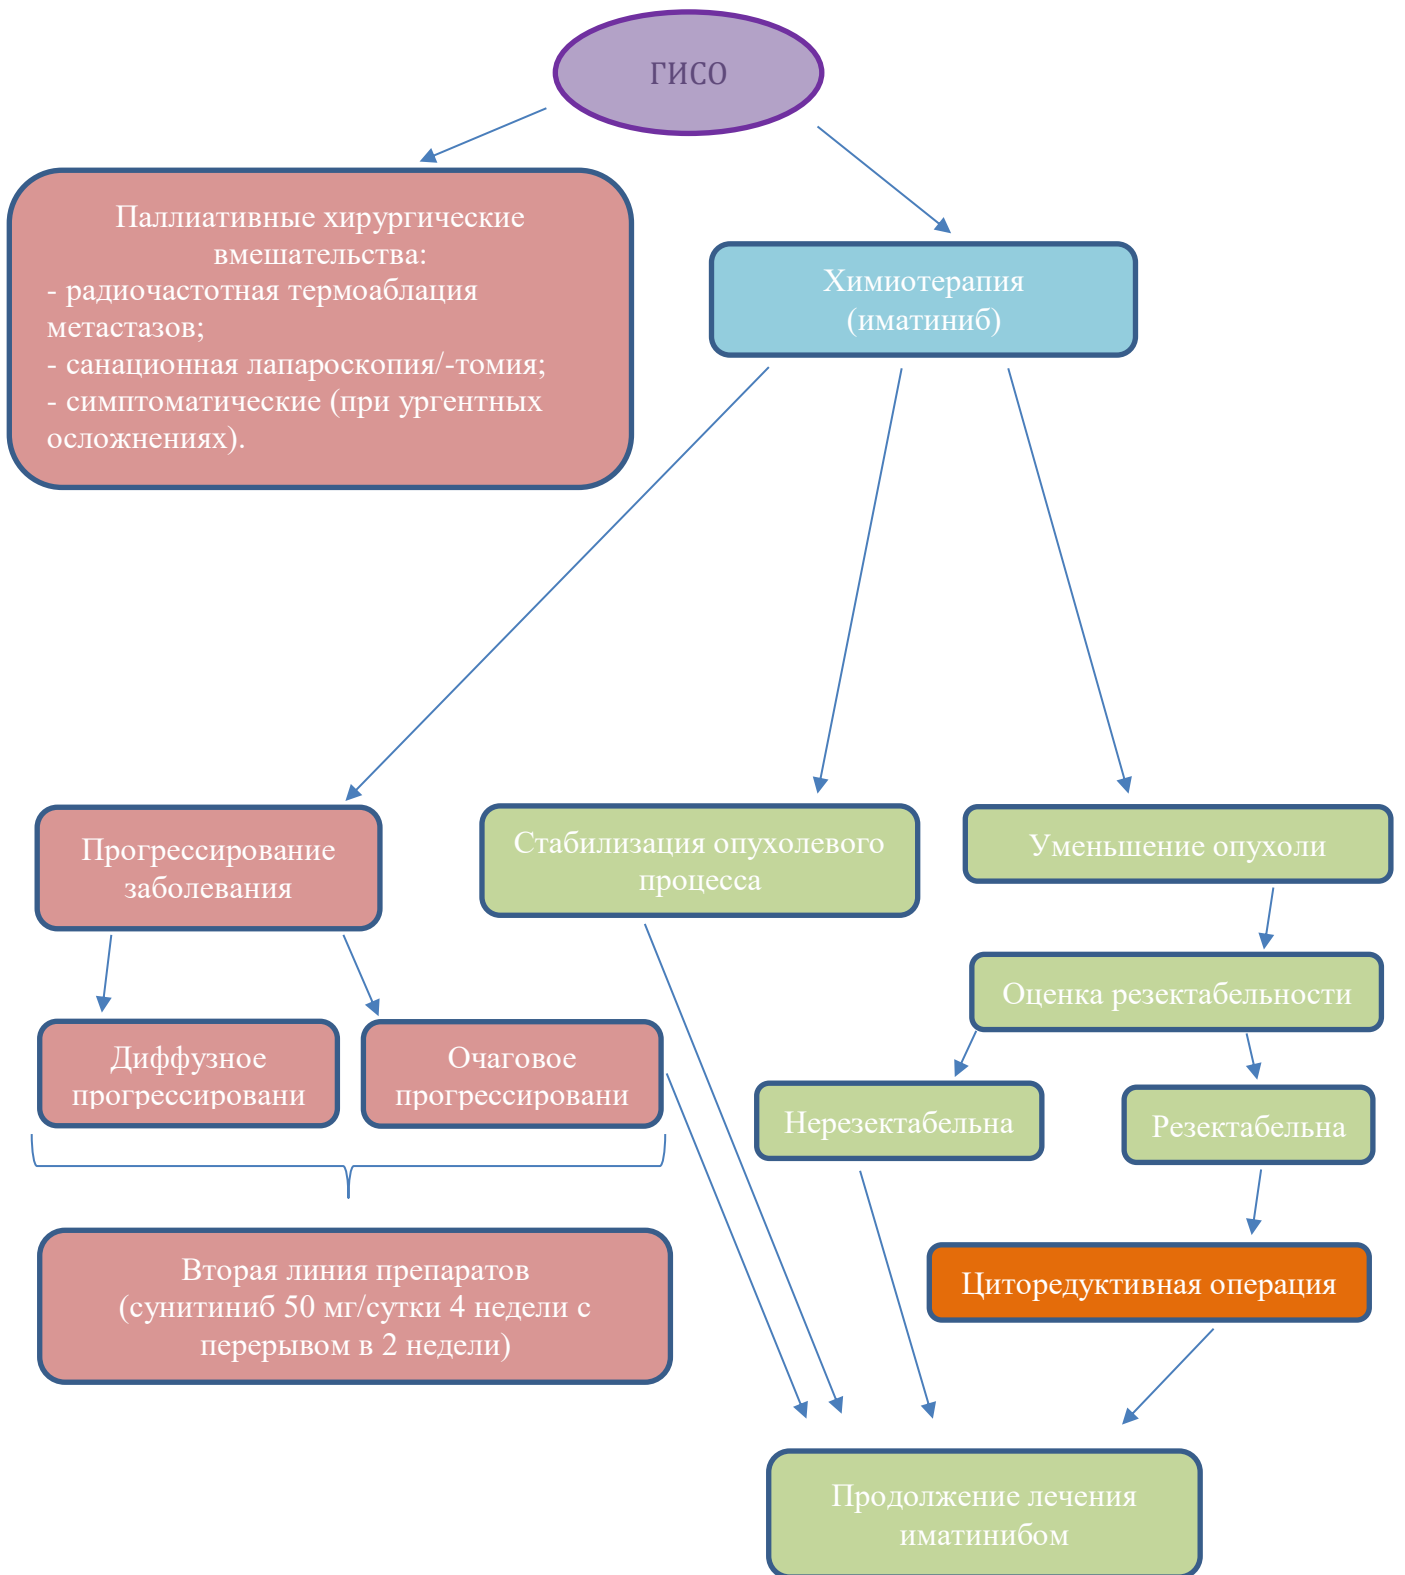 ГИСО
Паллиативные хирургические
вмешательства:
- радиочастотная термоаблация
метастазов;
- санационная лапароскопия/-томия;
- симптоматические (при ургентных
осложнениях).
Химиотерапия
(иматиниб)
Прогрессирование
заболевания
Стабилизация опухолевого
процесса
Уменьшение опухоли
Оценка резектабельности
Диффузное
прогрессировани
Очаговое
прогрессировани
Нерезектабельна
Резектабельна
Вторая линия препаратов
(сунитиниб 50 мг/сутки 4 недели с
перерывом в 2 недели)
Циторедуктивная операция
Продолжение лечения
иматинибом